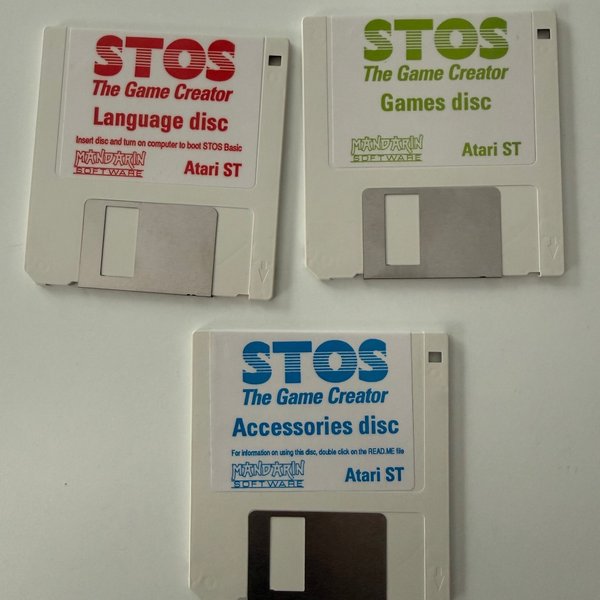 STOS
The Game Creator
Language disc
Insert disc and turn on computer to boot STOS Basic
MANDARIN
SOFTWARE
Atari ST
STOS
The Game Creator
Games disc
MANDARIN
SOFTWARE
Atari ST
STOS
The Game Creator
Accessories disc
For information on using this disc, double click on the READ.ME file
MANDARIN
SOFTWARE
Atari ST